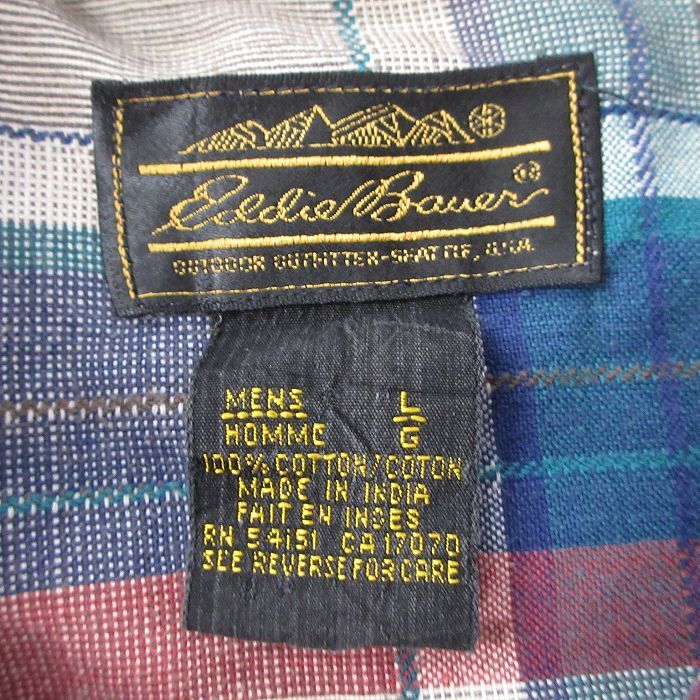 Eddie Bauer ®
OUTDOOR OUTFITTER-SEATTLE, U.S.A.
MENS L
HOMME G
100% COTTON/COTON
MADE IN INDIA
FAIT EN INDES
RN 54151 CA 17070
SEE REVERSE FOR CARE